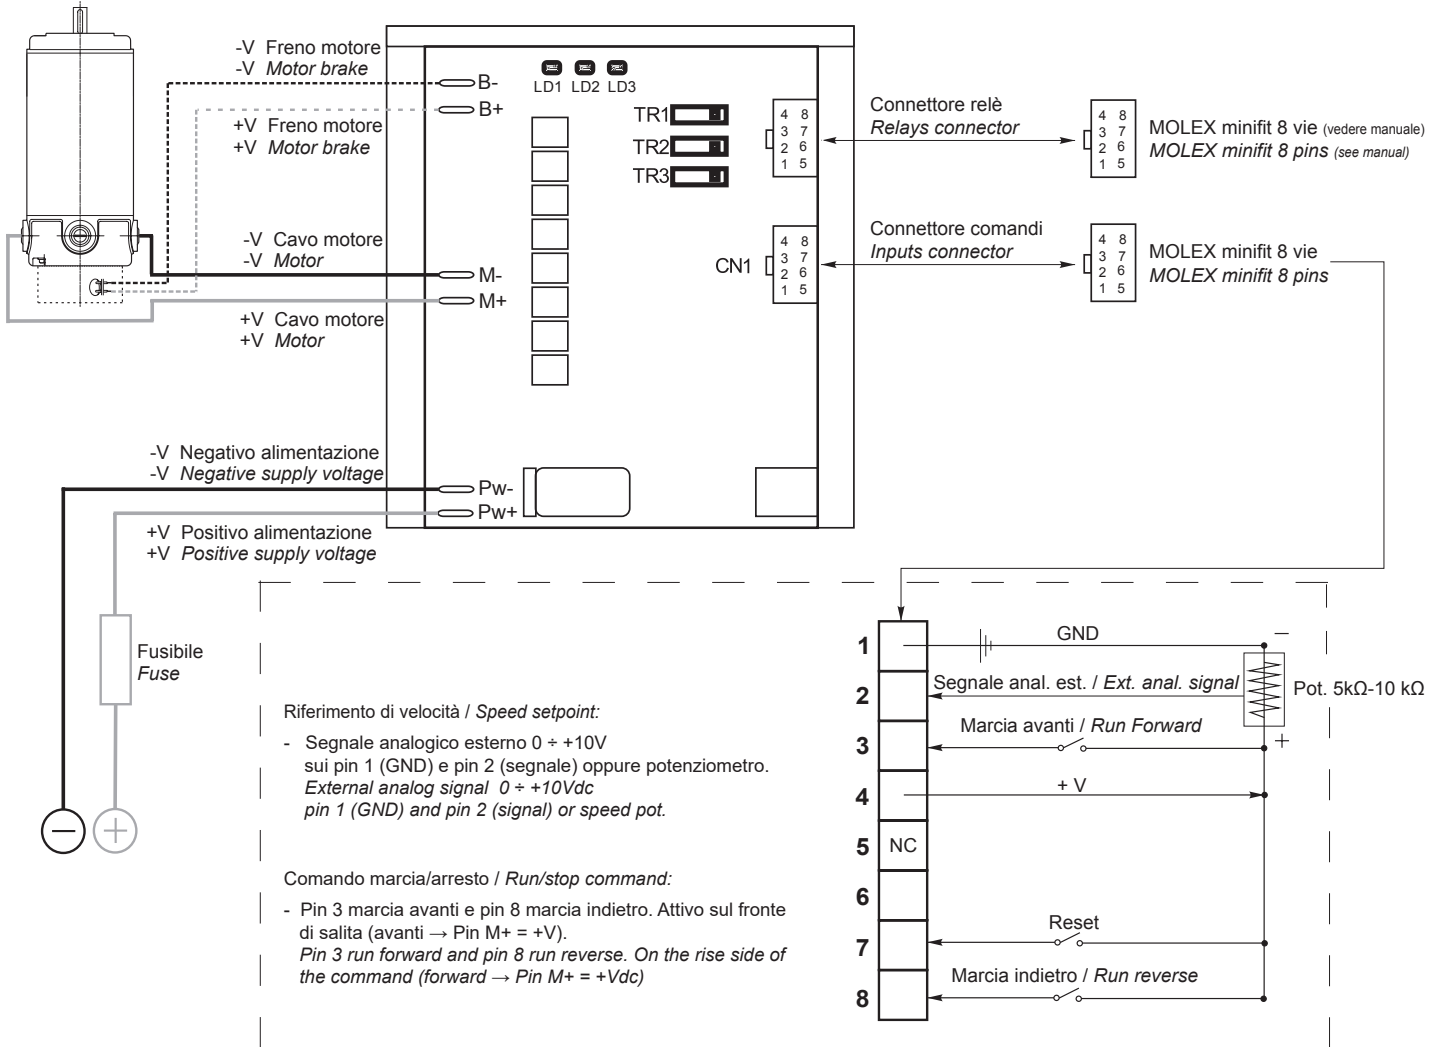 -V Freno motore
-V Motor brake
+V Freno motore
+V Motor brake
-V Cavo motore
-V Motor
+V Cavo motore
+V Motor
-V Negativo alimentazione
-V Negative supply voltage
+V Positivo alimentazione
+V Positive supply voltage
Fusibile
Fuse
B-
B+
M-
M+
Pw-
Pw+
LD1 LD2 LD3
TR1
TR2
TR3
4 8
3 7
2 6
1 5
CN1
4 8
3 7
2 6
1 5
Connettore relè
Relays connector
4 8
3 7
2 6
1 5
MOLEX minifit 8 vie (vedere manuale)
MOLEX minifit 8 pins (see manual)
Connettore comandi
Inputs connector
4 8
3 7
2 6
1 5
MOLEX minifit 8 vie
MOLEX minifit 8 pins
Riferimento di velocità / Speed setpoint:
- Segnale analogico esterno 0 ÷ +10V
sui pin 1 (GND) e pin 2 (segnale) oppure potenziometro.
External analog signal 0 ÷ +10Vdc
pin 1 (GND) and pin 2 (signal) or speed pot.
Comando marcia/arresto / Run/stop command:
- Pin 3 marcia avanti e pin 8 marcia indietro. Attivo sul fronte
di salita (avanti → Pin M+ = +V).
Pin 3 run forward and pin 8 run reverse. On the rise side of
the command (forward → Pin M+ = +Vdc)
1 GND −
2 Segnale anal. est. / Ext. anal. signal Pot. 5kΩ-10 kΩ
3 Marcia avanti / Run Forward +
4 + V
5 NC
6
7 Reset
8 Marcia indietro / Run reverse